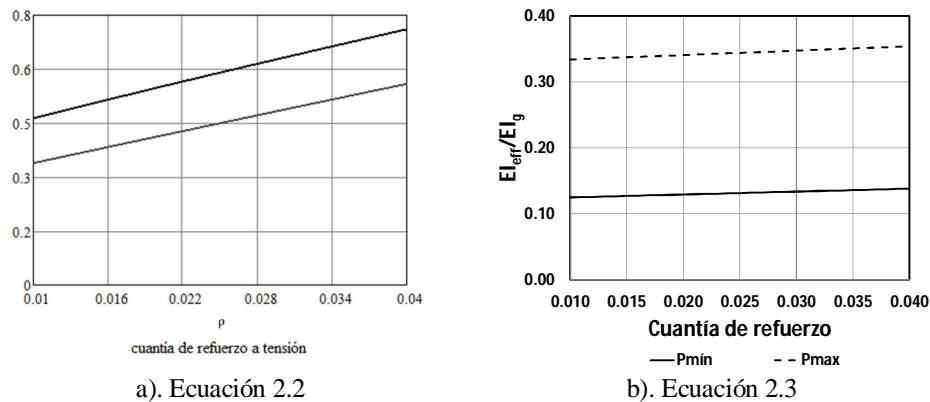 0.8
0.6
0.5
0.3
0.2
0
0.01 0.016 0.022 0.028 0.034 0.04
ρ
cuantia de refuerzo a tensión
a). Ecuación 2.2
EIeff/EIg
0.40
0.30
0.20
0.10
0.00
0.010 0.015 0.020 0.025 0.030 0.035 0.040
Cuantía de refuerzo
Pmín Pmax
b). Ecuación 2.3